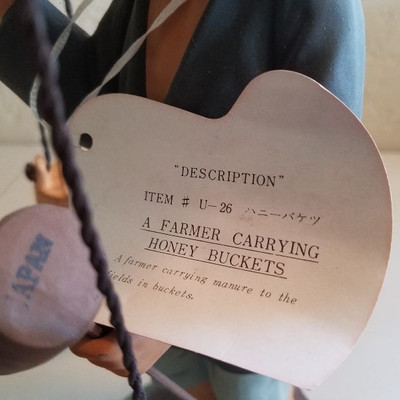 "DESCRIPTION"
ITEM # U-26 ハニーバケツ
A FARMER CARRYING
HONEY BUCKETS
A farmer carrying manure to the
fields in buckets.
JAPAN